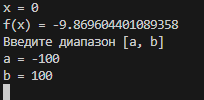 x = 0
f(x) = -9.869604401089358
Введите диапазон [a, b]
a = -100
b = 100